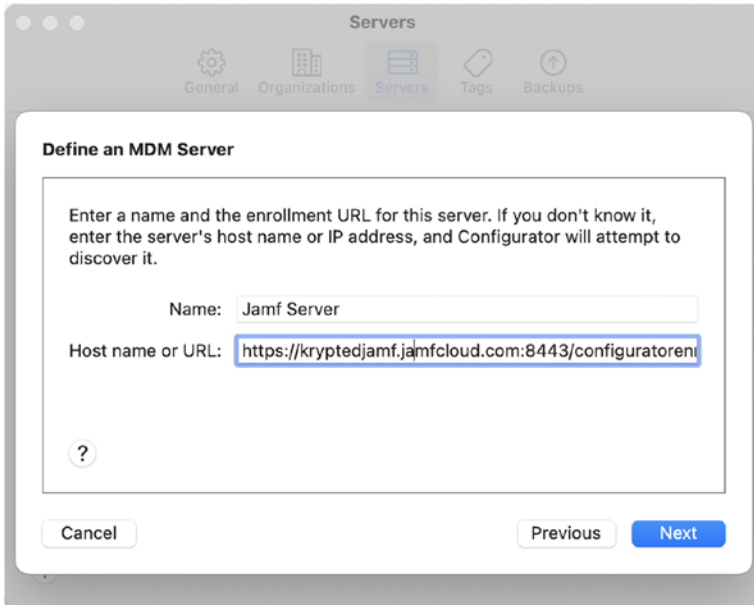 Servers
General Organizations Servers Tags Backups
Define an MDM Server
Enter a name and the enrollment URL for this server. If you don't know it,
enter the server's host name or IP address, and Configurator will attempt to
discover it.
Name: Jamf Server
Host name or URL: https://kryptedjamf.jamfcloud.com:8443/configuratorenr
?
Cancel Previous Next